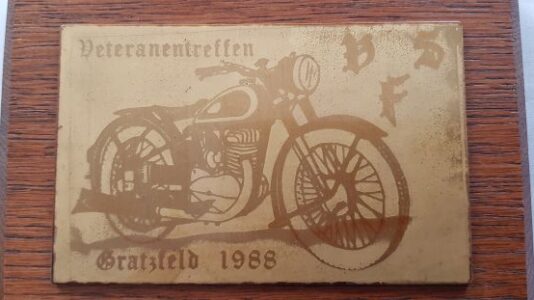 Veteranentreffen
V D
F
Gratzfeld 1988